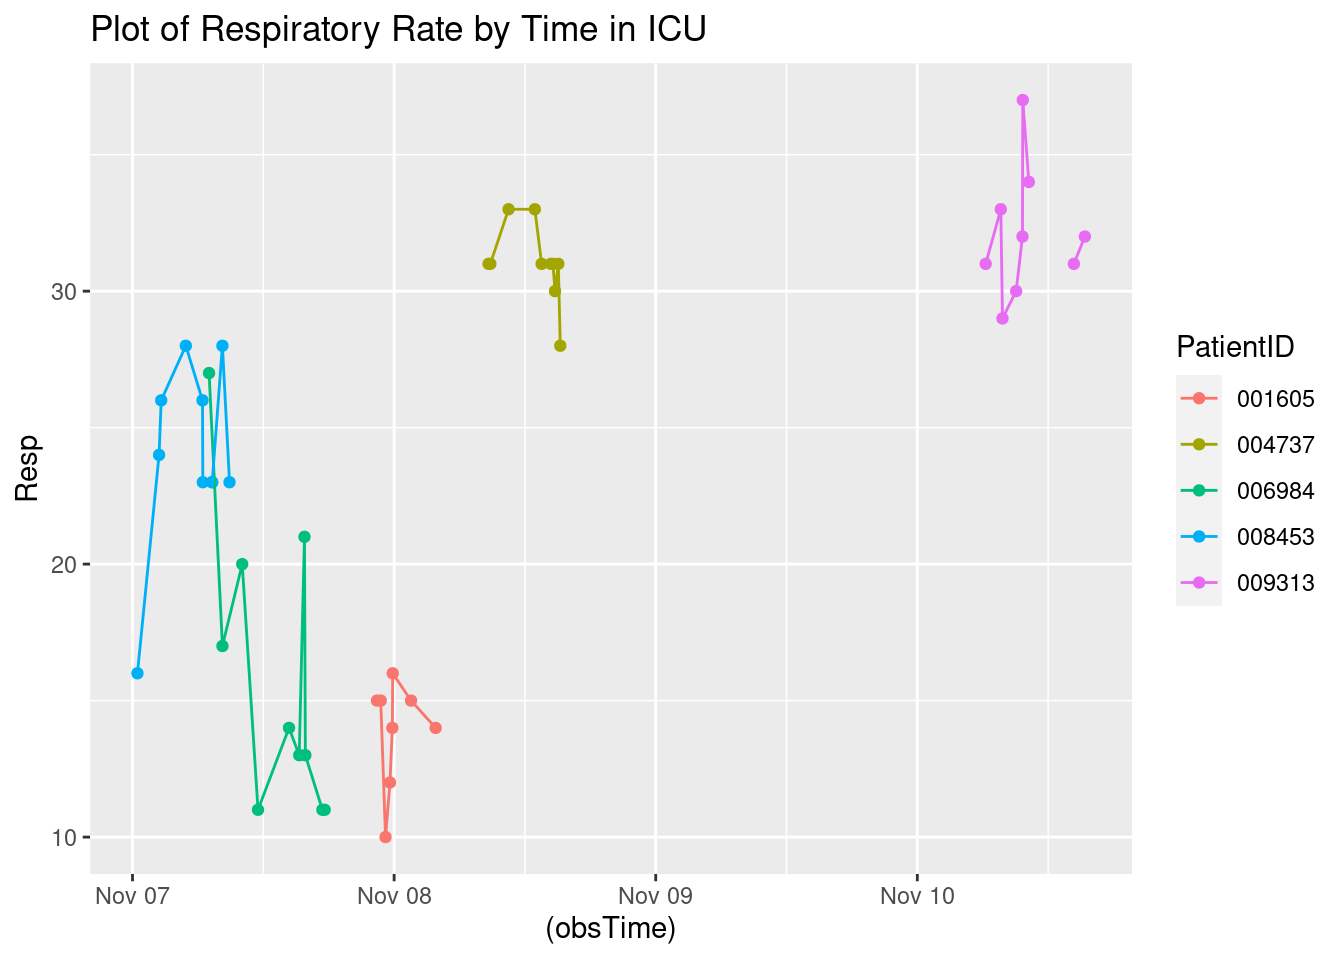 Plot of Respiratory Rate by Time in ICU
Resp
30
20
10
Nov 07
Nov 08
Nov 09
Nov 10
(obsTime)
PatientID
001605
004737
006984
008453
009313